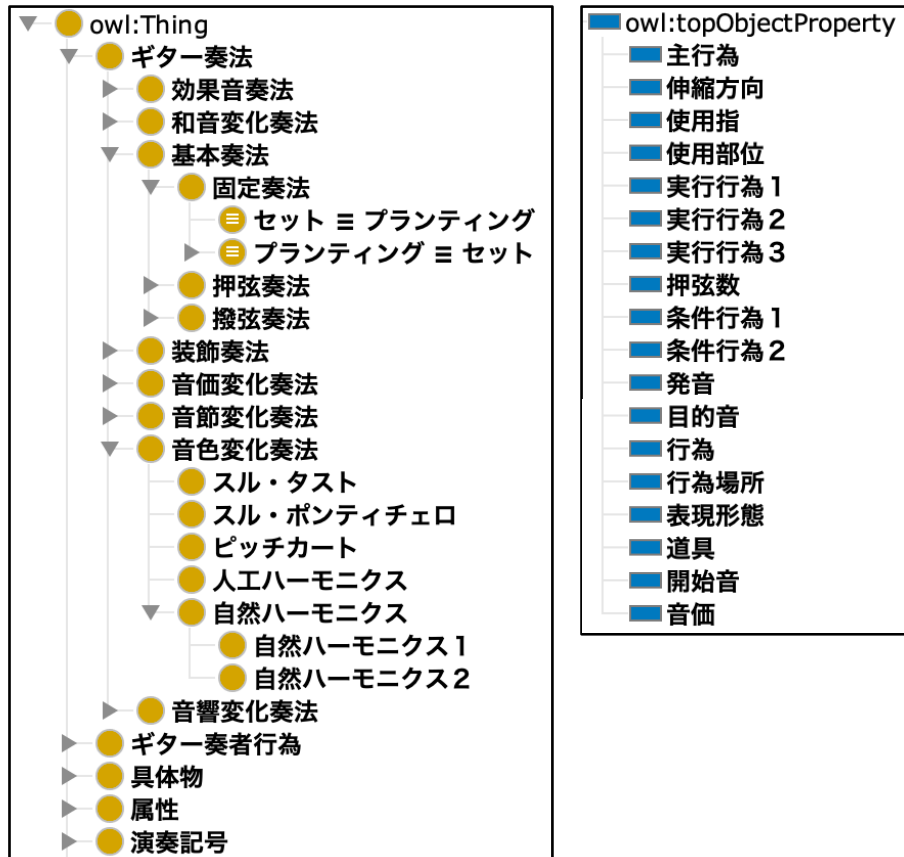 owl:Thing
ギター奏法
効果音奏法
和音変化奏法
基本奏法
固定奏法
セット ≡ プランティング
プランティング ≡ セット
押弦奏法
撥弦奏法
装飾奏法
音価変化奏法
音節変化奏法
音色変化奏法
スル・タスト
スル・ポンティチェロ
ピッチカート
人工ハーモニクス
自然ハーモニクス
自然ハーモニクス1
自然ハーモニクス2
音響変化奏法
ギター奏者行為
具体物
属性
演奏記号
owl:topObjectProperty
主行為
伸縮方向
使用指
使用部位
実行行為1
実行行為2
実行行為3
押弦数
条件行為1
条件行為2
発音
目的音
行為
行為場所
表現形態
道具
開始音
音価